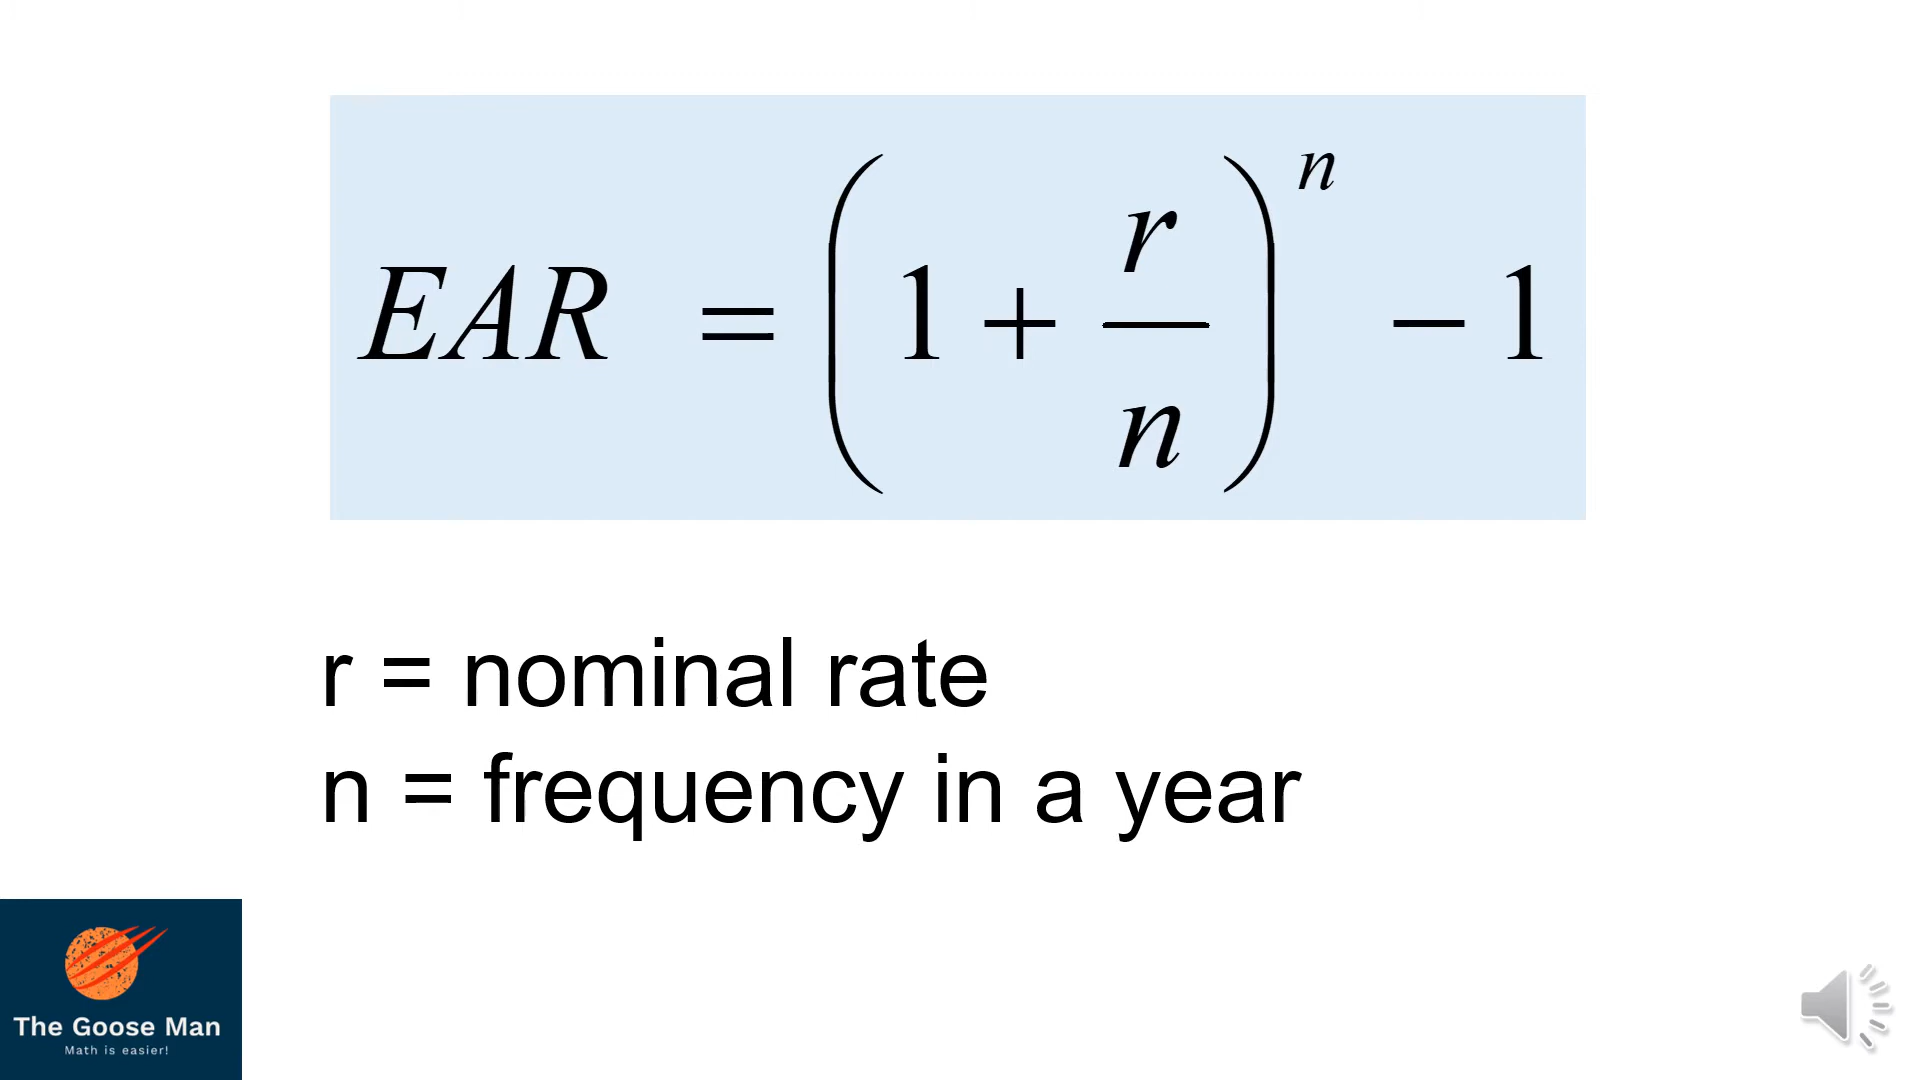 EAR = (1 + r/n)^n − 1
r = nominal rate
n = frequency in a year
The Goose Man
Math is easier!